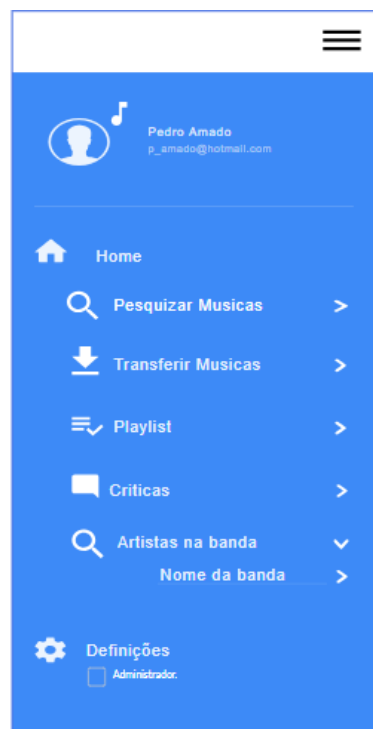 Pedro Amado
p_amado@hotmail.com
Home
Pesquizar Musicas
Transferir Musicas
Playlist
Criticas
Artistas na banda
Nome da banda
Definições
Administrador.